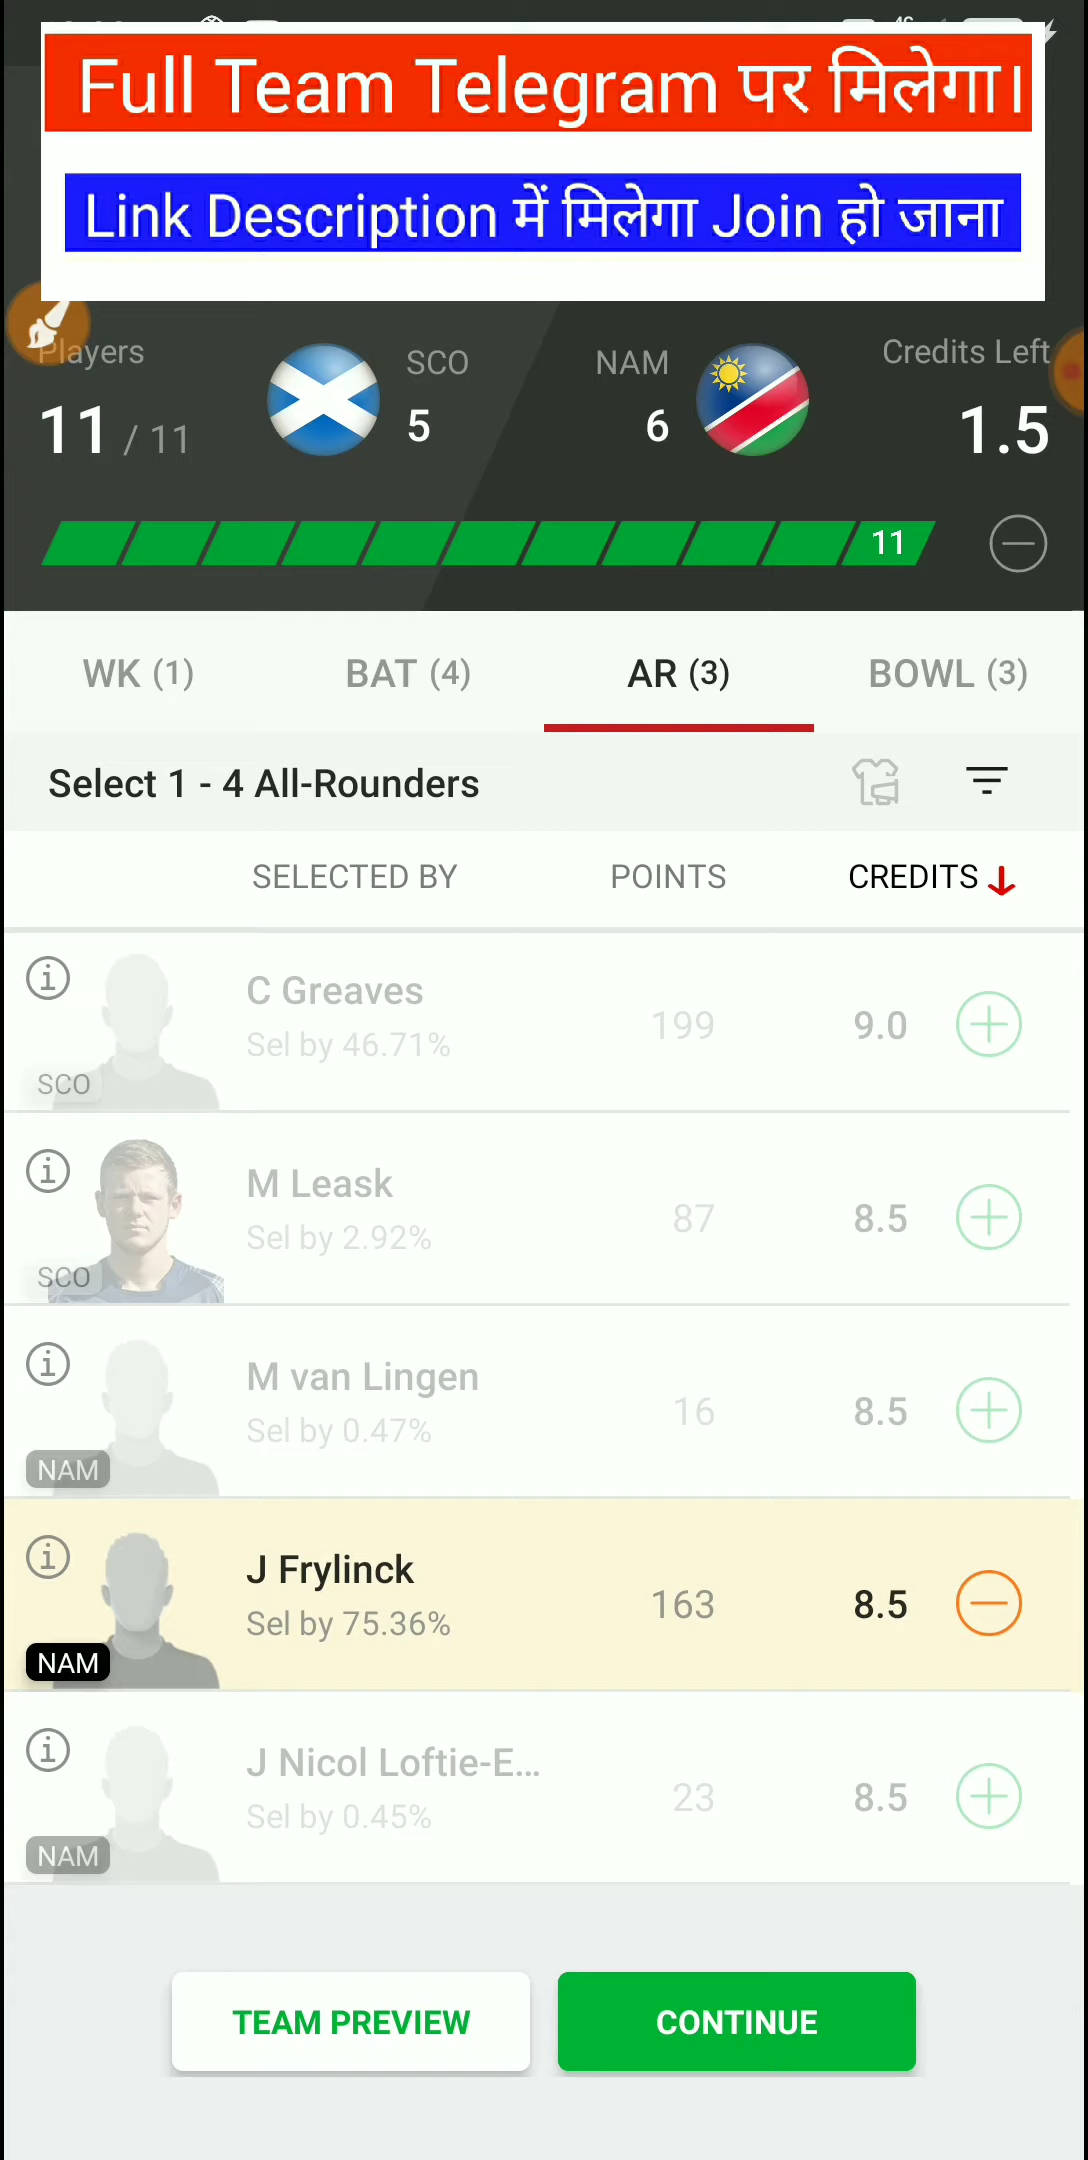 Full Team Telegram पर मिलेगा।
Link Description में मिलेगा Join हो जाना
Players
SCO
NAM
Credits Left
11 / 11
5
6
1.5
11
WK (1)
BAT (4)
AR (3)
BOWL (3)
Select 1 - 4 All-Rounders
SELECTED BY
POINTS
CREDITS
C Greaves
Sel by 46.71%
199
9.0
SCO
M Leask
Sel by 2.92%
87
8.5
SCO
M van Lingen
Sel by 0.47%
16
8.5
NAM
J Frylinck
Sel by 75.36%
163
8.5
NAM
J Nicol Loftie-E...
Sel by 0.45%
23
8.5
NAM
TEAM PREVIEW
CONTINUE